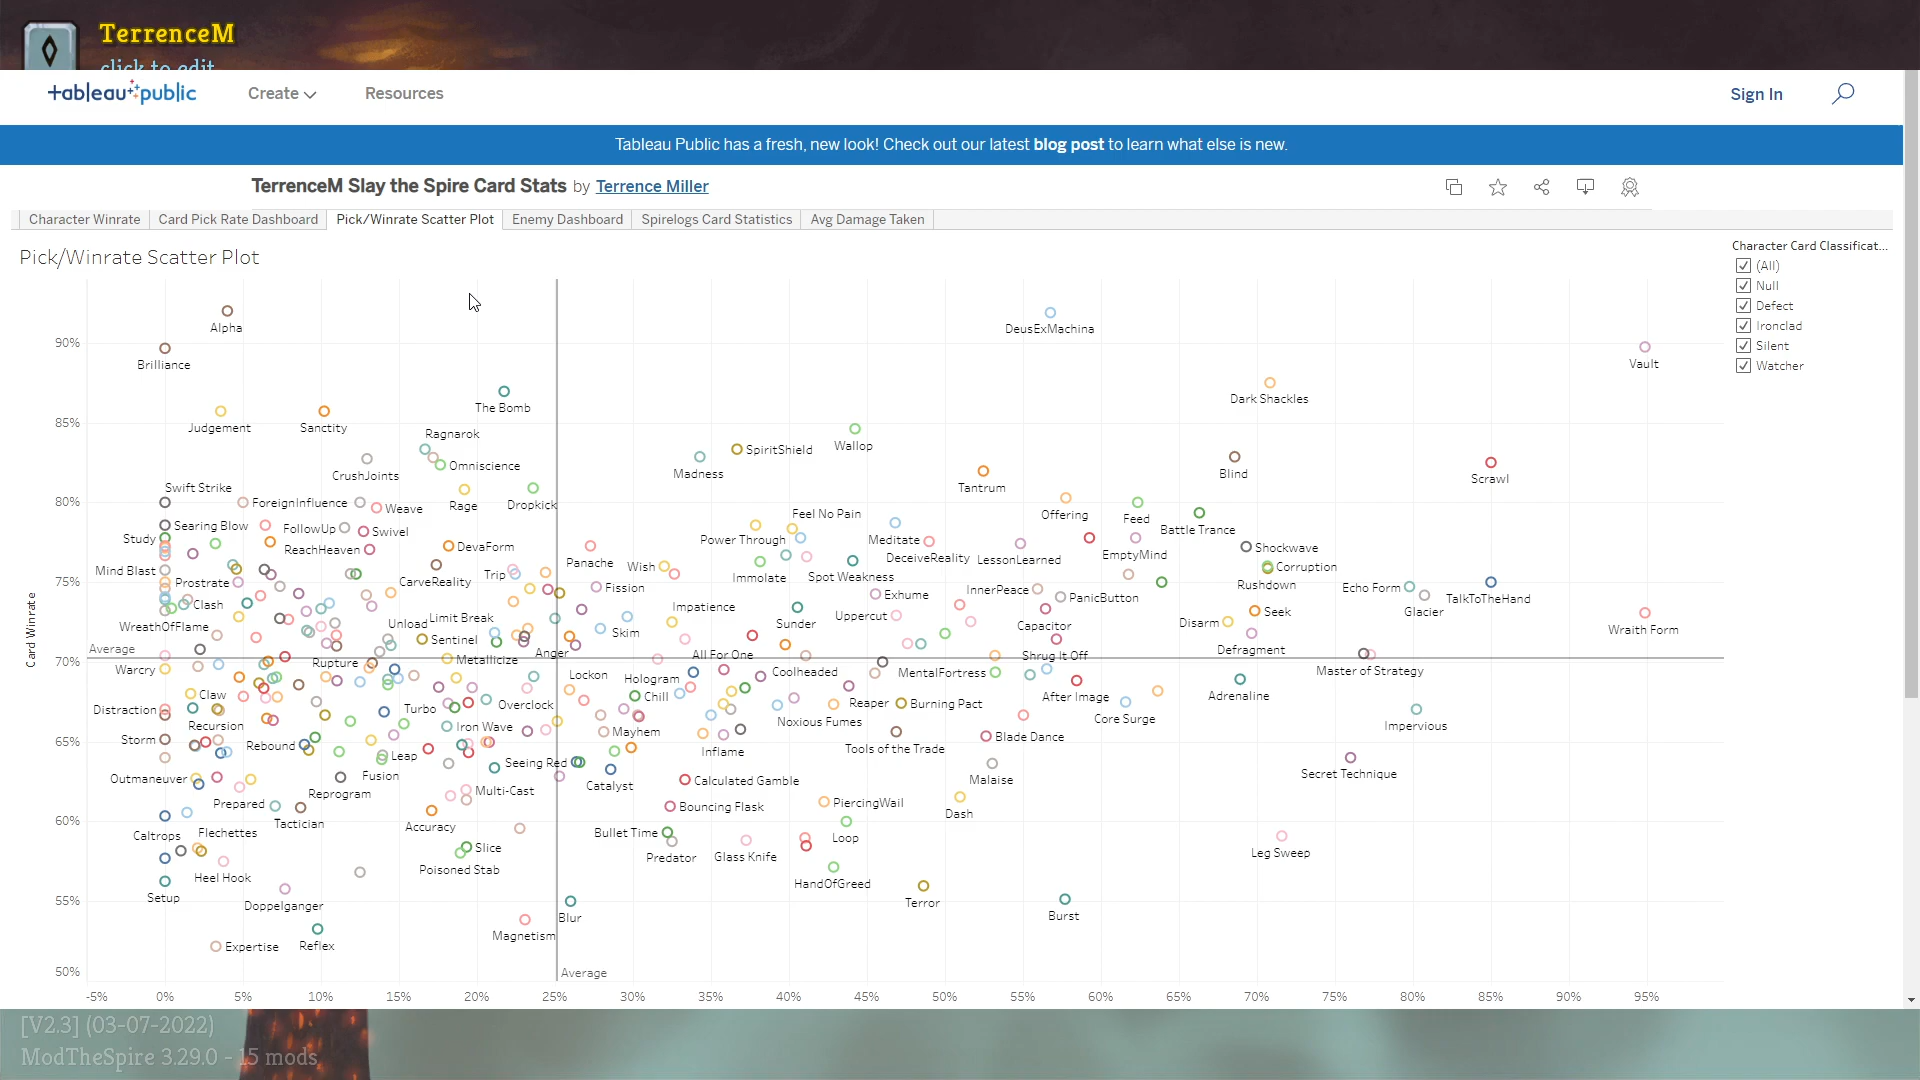 TerrenceM
click to edit
+ableau public
Create
Resources
Sign In
Tableau Public has a fresh, new look! Check out our latest blog post to learn what else is new.
TerrenceM Slay the Spire Card Stats by Terrence Miller
Character Winrate
Card Pick Rate Dashboard
Pick/Winrate Scatter Plot
Enemy Dashboard
Spirelogs Card Statistics
Avg Damage Taken
Pick/Winrate Scatter Plot
Character Card Classificat...
(All)
Null
Defect
Ironclad
Silent
Watcher
Alpha
DeusExMachina
90%
Brilliance
Vault
The Bomb
Dark Shackles
85%
Judgement
Sanctity
Ragnarok
Wallop
SpiritShield
CrushJoints
Omniscience
Madness
Blind
Scrawl
Swift Strike
Tantrum
80%
ForeignInfluence
Weave
Rage
Dropkick
Offering
Feel No Pain
Feed
Battle Trance
Searing Blow
FollowUp
Swivel
Study
Power Through
Meditate
ReachHeaven
DevaForm
Shockwave
DeceiveReality
LessonLearned
EmptyMind
Panache
Wish
Mind Blast
Trip
Corruption
75%
Prostrate
CarveReality
Immolate
Spot Weakness
Rushdown
Fission
InnerPeace
Echo Form
TalkToTheHand
Exhume
PanicButton
Clash
Impatience
Glacier
Limit Break
Uppercut
Seek
WreathOfFlame
Unload
Skim
Sunder
Capacitor
Disarm
Wraith Form
Sentinel
Average
Anger
All For One
Shrug It Off
Defragment
70%
Warcry
Rupture
Metallicize
Lockon
Hologram
Coolheaded
MentalFortress
Master of Strategy
Claw
Chill
After Image
Adrenaline
Distraction
Turbo
Overclock
Reaper
Burning Pact
Recursion
Iron Wave
Mayhem
Noxious Fumes
Core Surge
Impervious
65%
Storm
Rebound
Leap
Inflame
Tools of the Trade
Blade Dance
Seeing Red
Outmaneuver
Fusion
Catalyst
Calculated Gamble
Malaise
Secret Technique
Reprogram
Multi-Cast
Prepared
Bouncing Flask
PiercingWail
Dash
60%
Tactician
Accuracy
Caltrops
Flechettes
Bullet Time
Loop
Slice
Predator
Glass Knife
Leg Sweep
Heel Hook
Poisoned Stab
HandOfGreed
Setup
Doppelganger
Terror
55%
Blur
Burst
Magnetism
Expertise
Reflex
50%
Average
Card Winrate
-5% 0% 5% 10% 15% 20% 25% 30% 35% 40% 45% 50% 55% 60% 65% 70% 75% 80% 85% 90% 95%
[V2.3] (03-07-2022)
ModTheSpire 3.29.0 - 15 mods